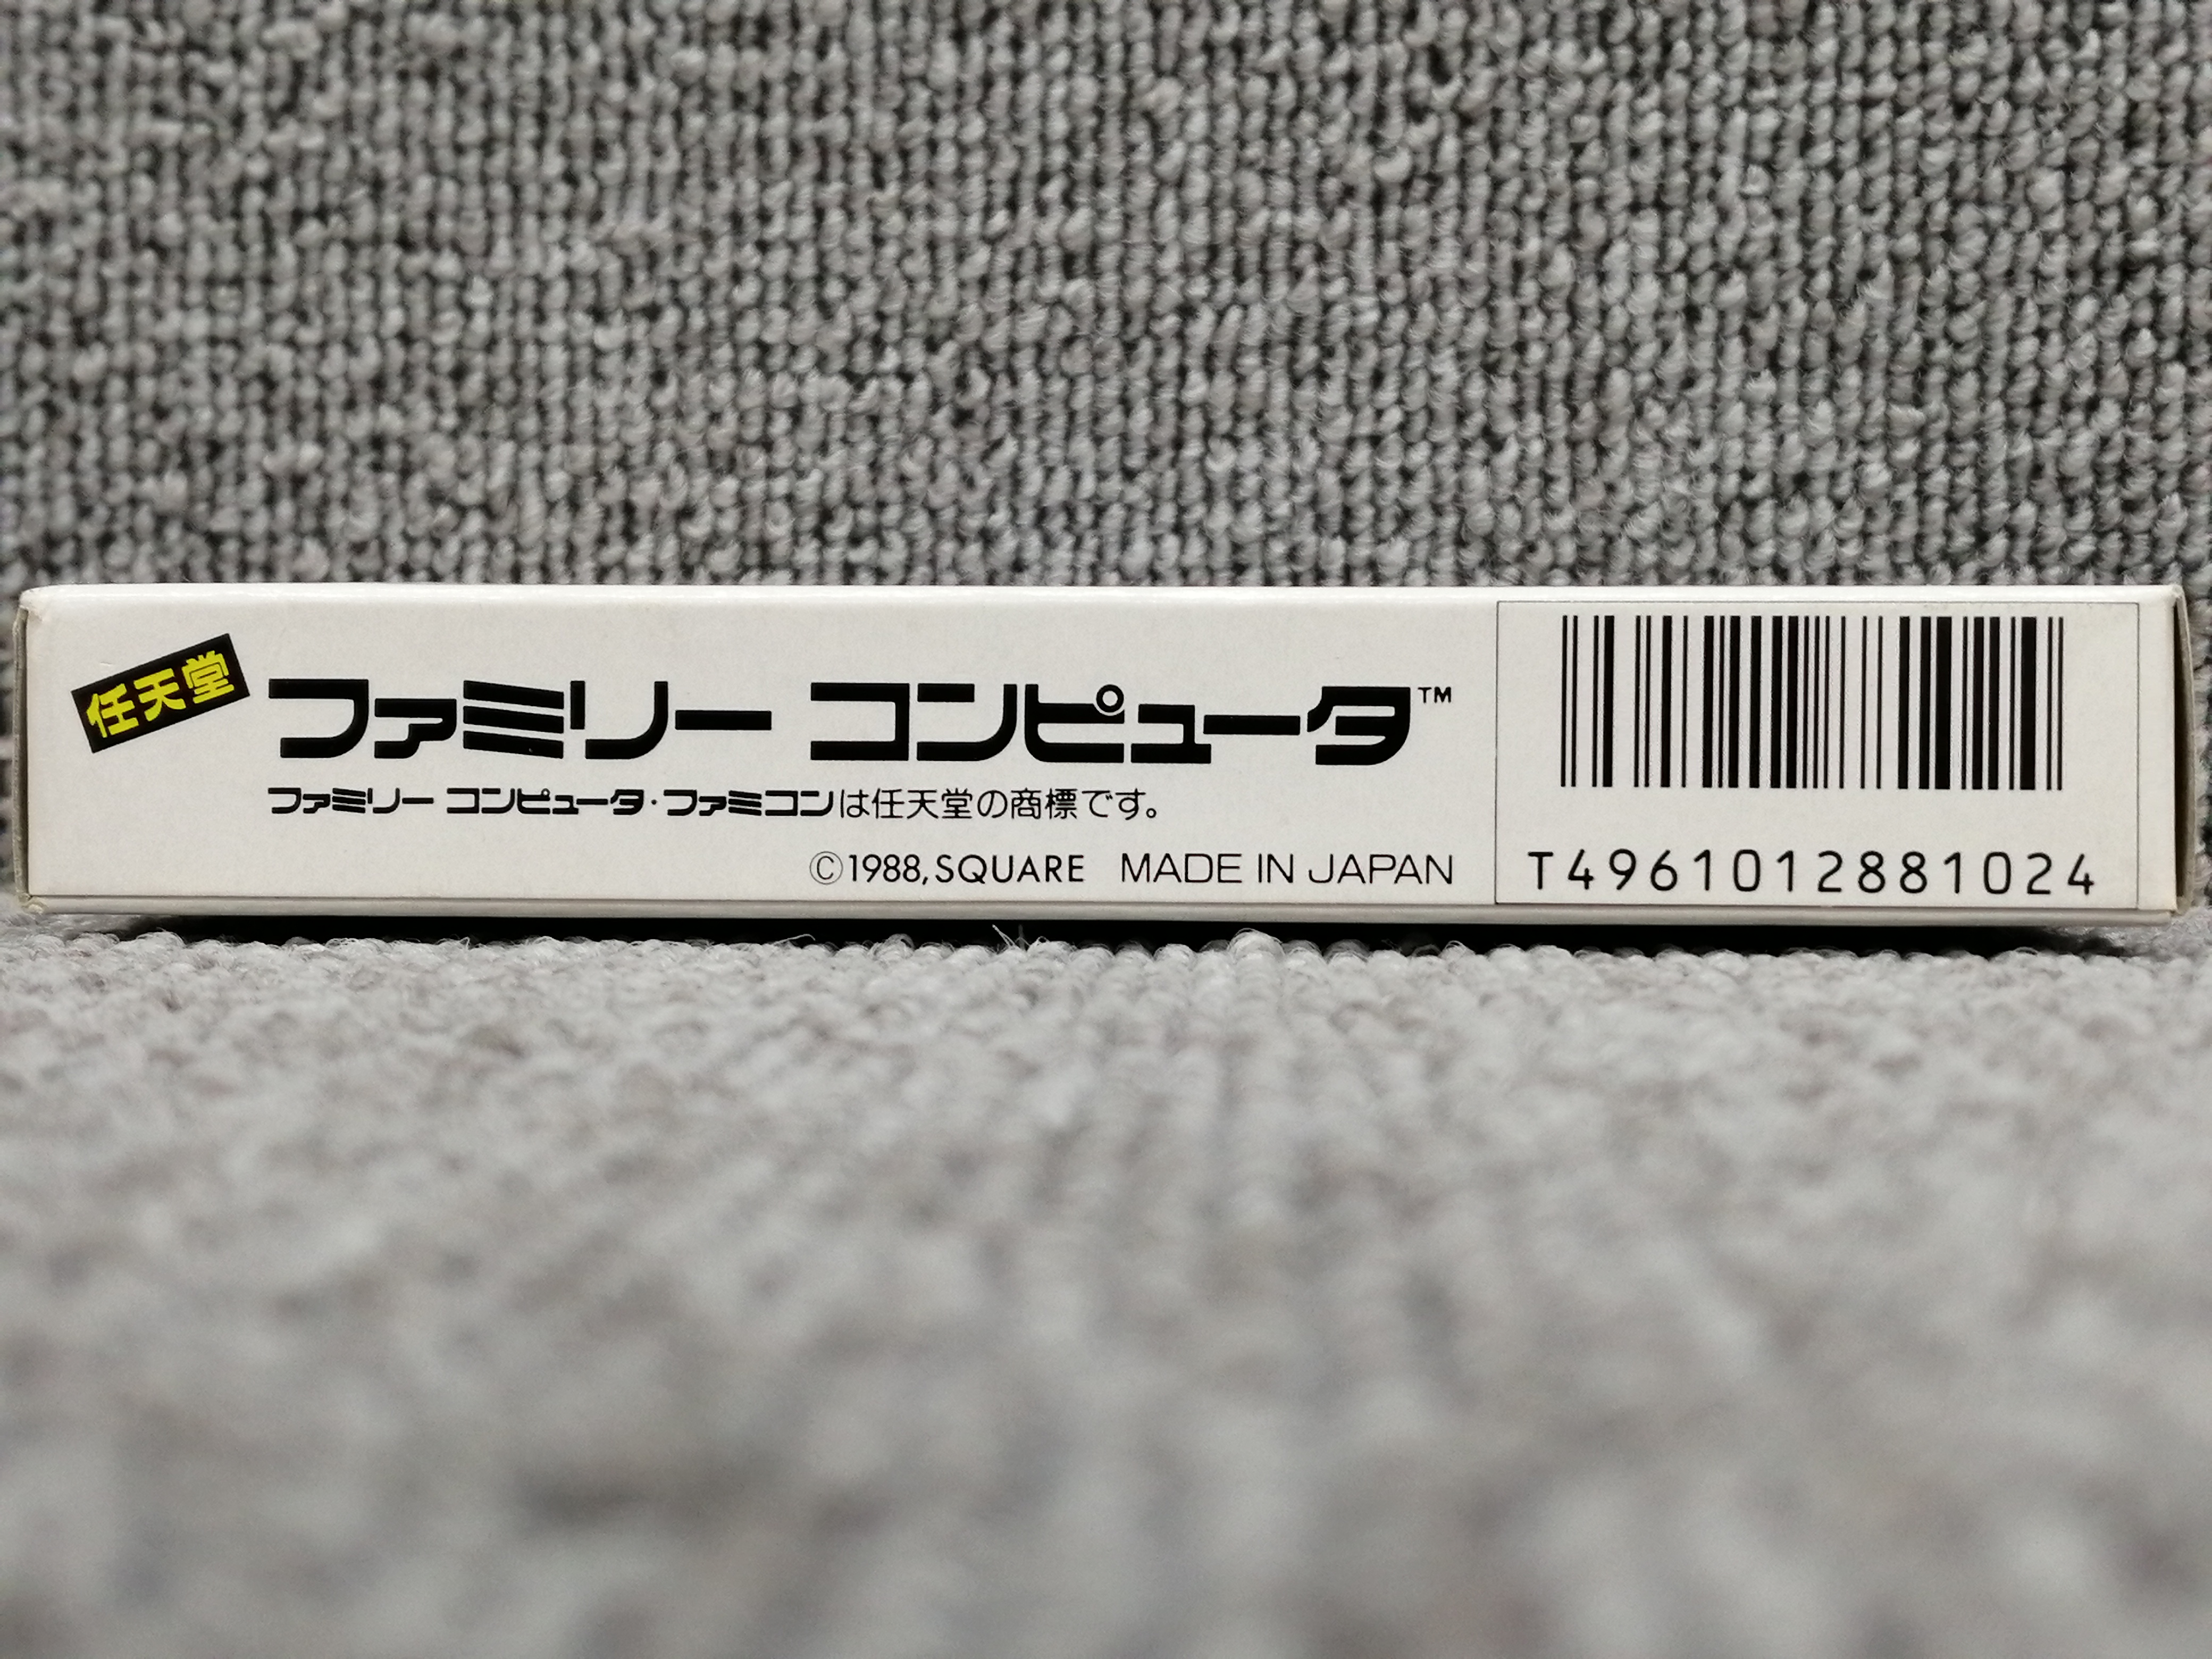 任天堂 ファミリー コンピュータ™
ファミリー コンピュータ・ファミコンは任天堂の商標です。
©1988, SQUARE MADE IN JAPAN
T4961012881024